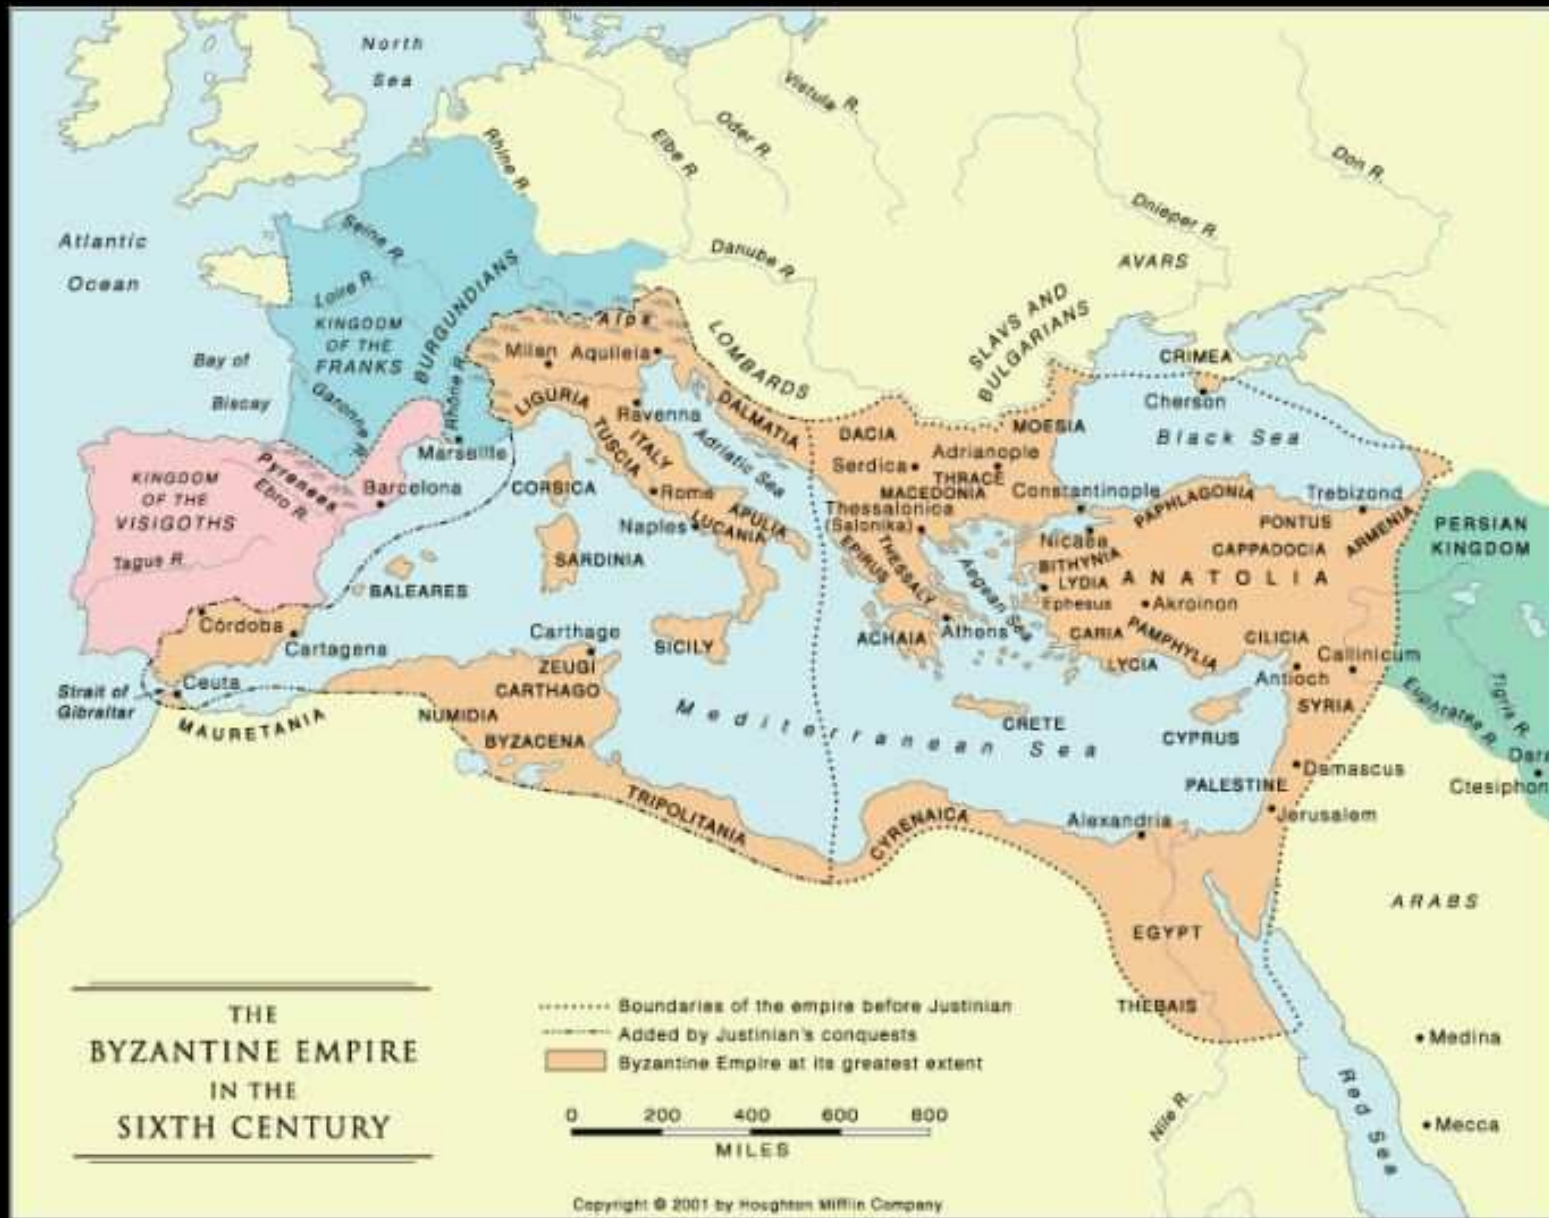 North
Sea
Vistula R.
Oder R.
Elbe R.
Rhine R.
Don R.
Dnieper R.
Atlantic
Ocean
Seine R.
Danube R.
AVARS
Loire R.
BURGUNDIANS
KINGDOM
OF THE
FRANKS
Alps
LOMBARDS
SLAVS AND
BULGARIANS
CRIMEA
Bay of
Biscay
Milan
Aquileia
Cherson
Garonne R.
Rhône R.
LIGURIA
Ravenna
DALMATIA
DACIA
MOESIA
Black Sea
Marseille
TUSCIA
ITALY
Adriatic Sea
Serdica
Adrianople
THRACE
KINGDOM
OF THE
VISIGOTHS
Pyrenees
Ebro R.
Barcelona
CORSICA
Rome
MACEDONIA
Constantinople
PAPHLAGONIA
Trebizond
Naples
APULIA
LUCANIA
Thessalonica
(Salonika)
PONTUS
ARMENIA
PERSIAN
KINGDOM
Tagus R.
SARDINIA
EPIRUS
THESSALY
Nicaea
BITHYNIA
CAPPADOCIA
BALEARES
Aegean Sea
LYDIA
ANATOLIA
Ephesus
Akroinon
Córdoba
Cartagena
Carthage
SICILY
ACHAIA
Athens
CARIA
PAMPHYLIA
CILICIA
Callinicum
LYCIA
Antioch
ZEUGI
CARTHAGO
Strait of
Gibraltar
Ceuta
MAURETANIA
NUMIDIA
BYZACENA
Mediterranean Sea
CRETE
CYPRUS
SYRIA
Euphrates R.
Tigris R.
Dara
Ctesiphon
Damascus
PALESTINE
Jerusalem
TRIPOLITANIA
CYRENAICA
Alexandria
ARABS
EGYPT
THEBAIS
Medina
Mecca
Nile R.
Red Sea
THE
BYZANTINE EMPIRE
IN THE
SIXTH CENTURY
Boundaries of the empire before Justinian
Added by Justinian's conquests
Byzantine Empire at its greatest extent
0 200 400 600 800
MILES
Copyright © 2001 by Houghton Mifflin Company